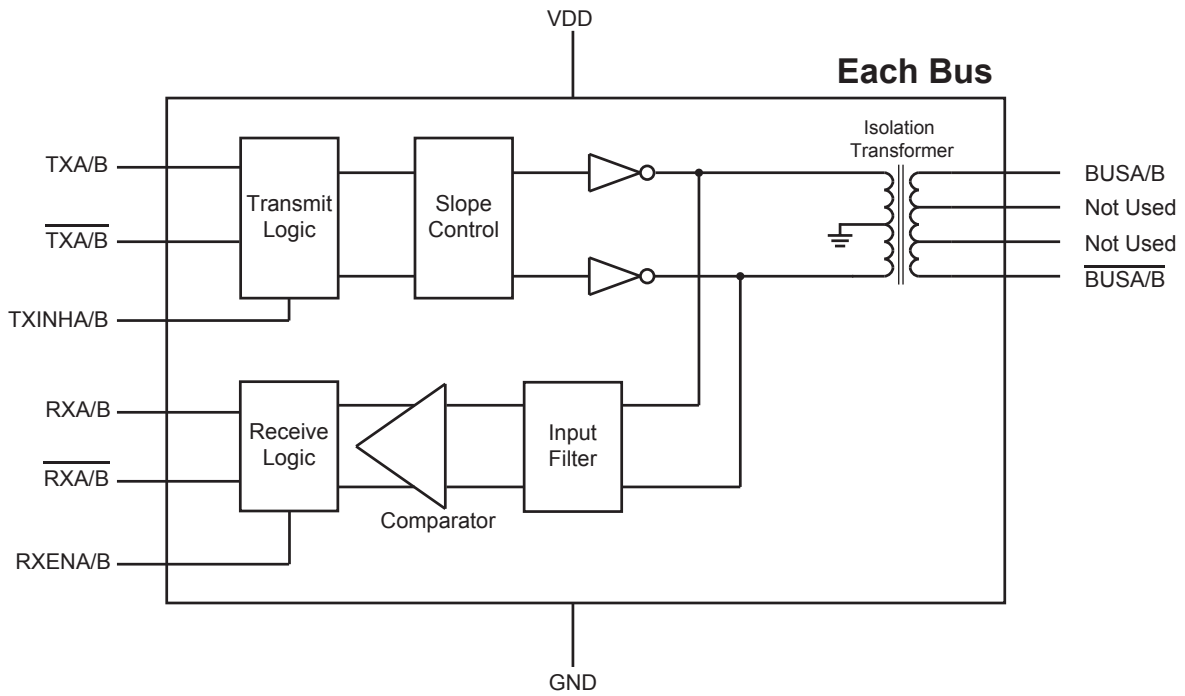 VDD
Each Bus
Isolation
Transformer
TXA/B
TXA/B
TXINHA/B
Transmit
Logic
Slope
Control
BUSA/B
Not Used
Not Used
BUSA/B
RXA/B
RXA/B
RXENA/B
Receive
Logic
Comparator
Input
Filter
GND